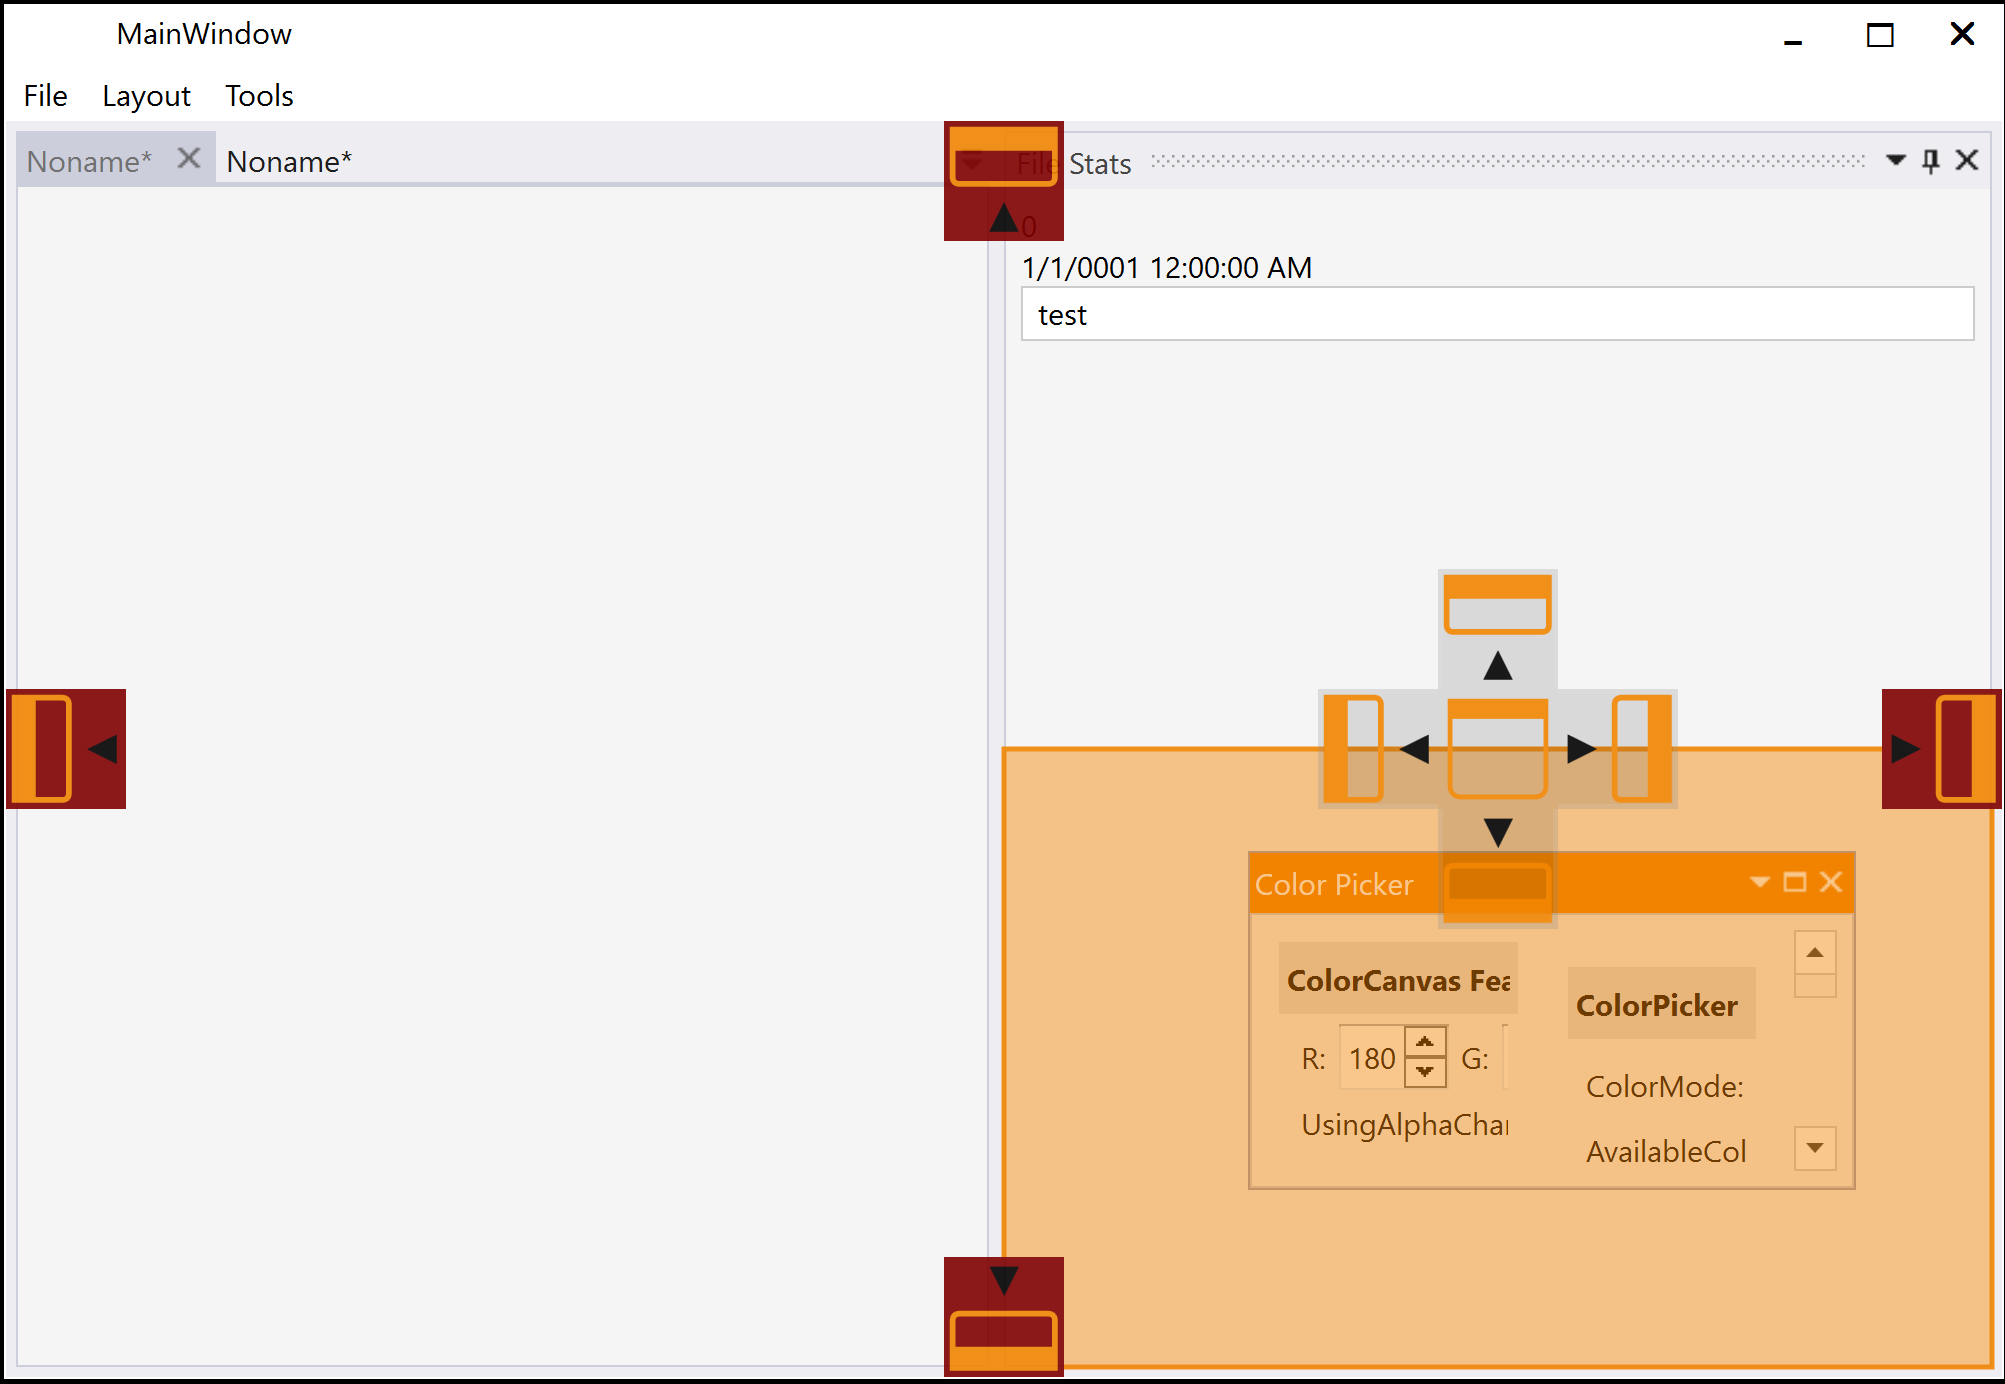 MainWindow
File Layout Tools
Noname* Noname*
File Stats
0
1/1/0001 12:00:00 AM
test
Color Picker
ColorCanvas Fea
ColorPicker
R: 180 G:
ColorMode:
UsingAlphaChar
AvailableCol